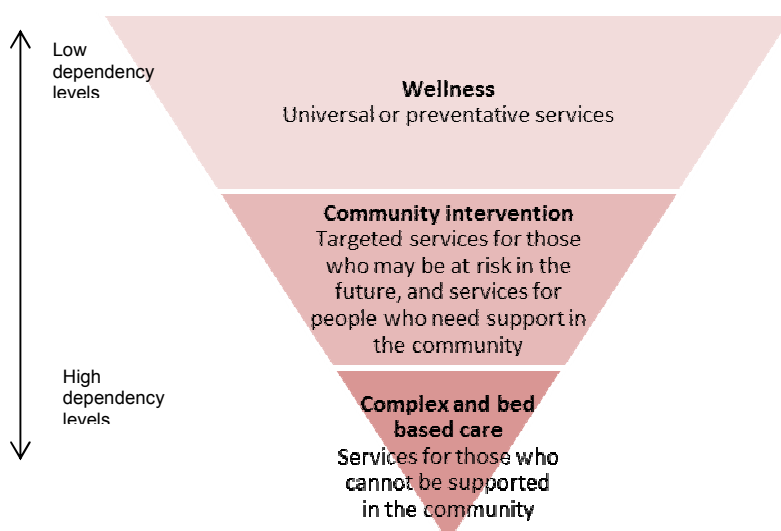 Low
dependency
levels
Wellness
Universal or preventative services
Community intervention
Targeted services for those
who may be at risk in the
future, and services for
people who need support in
the community
High
dependency
levels
Complex and bed
based care
Services for those who
cannot be supported
in the community